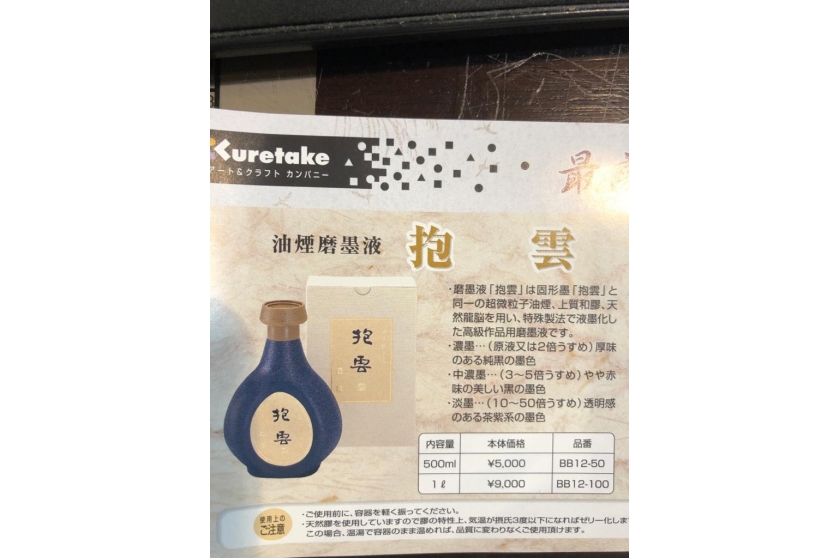 Kuretake
アート&クラフト カンパニー
最
油煙磨墨液 抱雲
・磨墨液「抱雲」は固形墨「抱雲」と
同一の超微粒子油煙、上質和膠、天
然龍脳を用い、特殊製法で液墨化し
た高級作品用磨墨液です。
・濃墨…(原液又は2倍うすめ)厚味
のある純黒の墨色
・中濃墨…(3〜5倍うすめ)やや赤
味の美しい黒の墨色
・淡墨…(10〜50倍うすめ)透明感
のある茶紫系の墨色
抱雲
抱雲
内容量 本体価格 品番
500ml ¥5,000 BB12-50
1ℓ ¥9,000 BB12-100
使用上の
ご注意
・ご使用前に、容器を軽く振ってください。
・天然膠を使用していますので膠の特性上、気温が摂氏3度以下になればゼリー化しま
この場合、温湯で容器のまま温めれば、品質に変わりなくご使用頂けます。